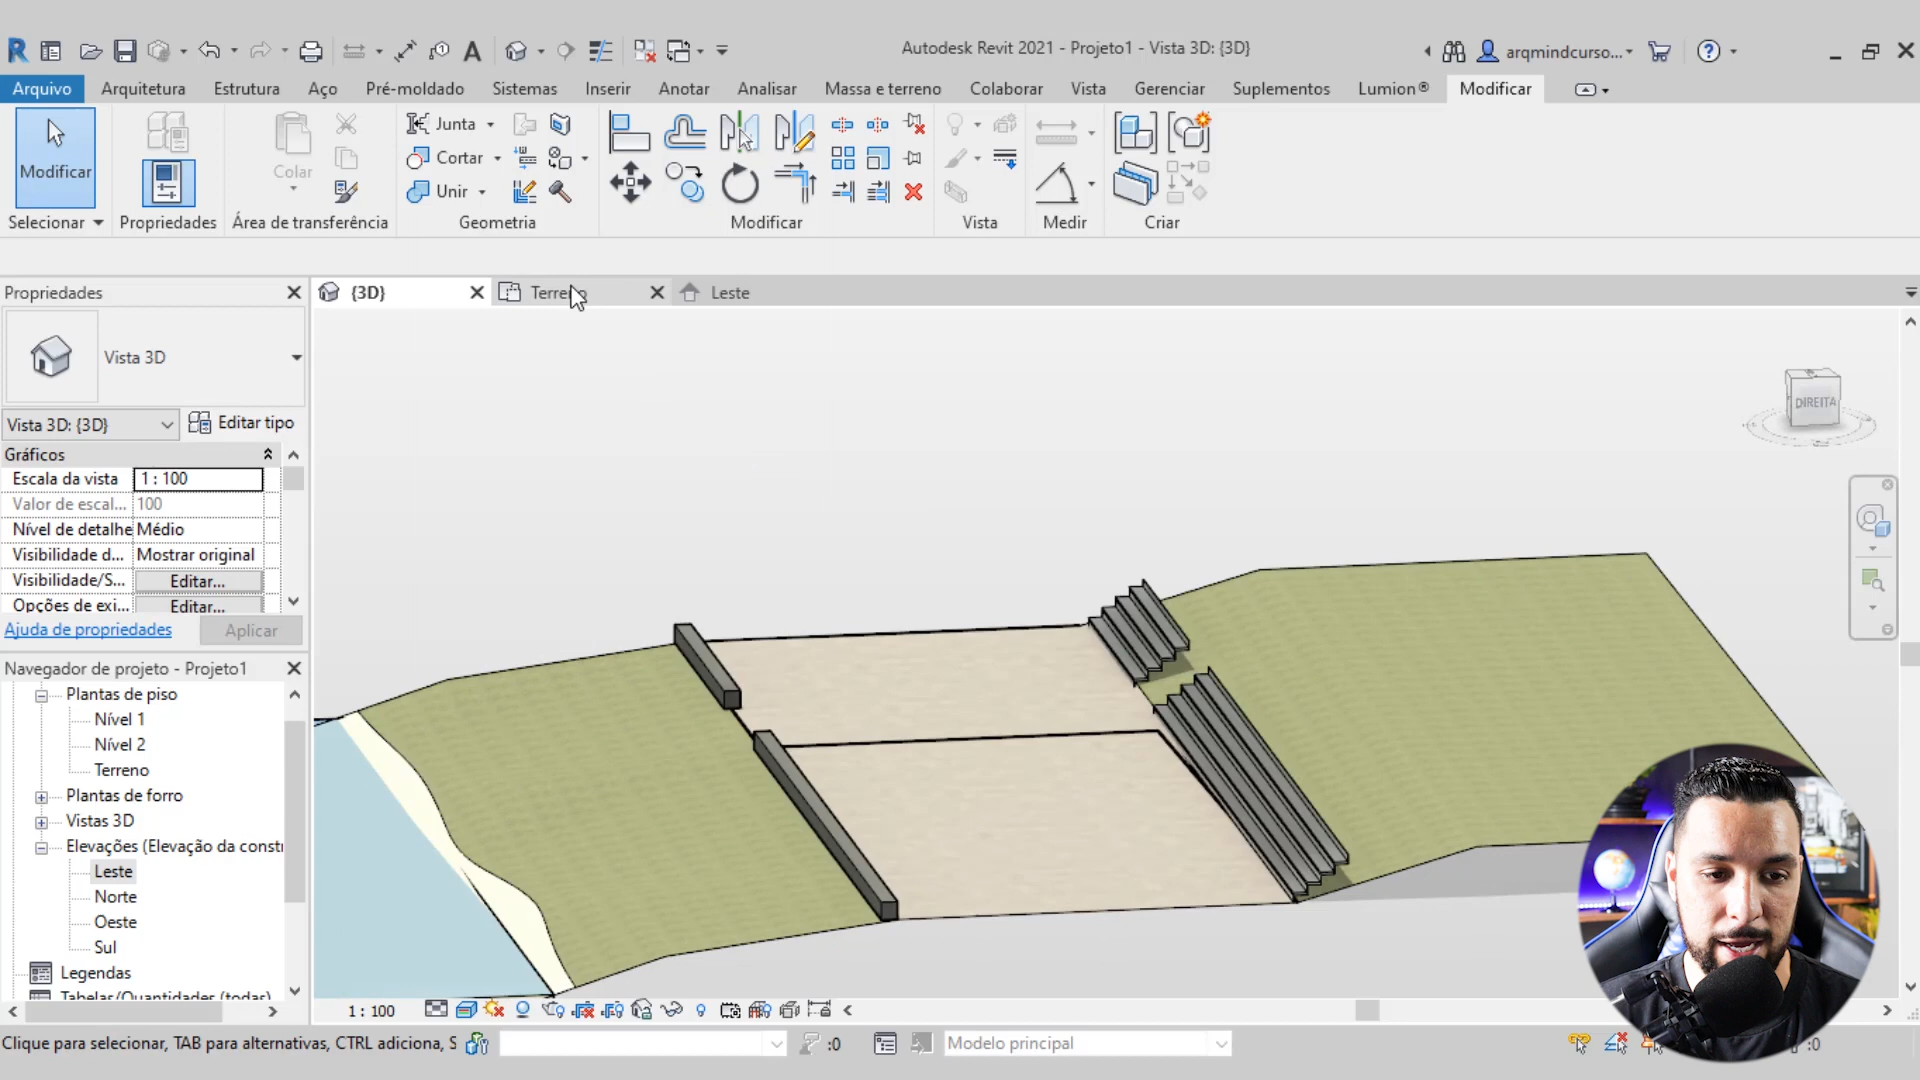 Autodesk Revit 2021 - Projeto1 - Vista 3D: {3D}
arqmindcurso...
Arquivo Arquitetura Estrutura Aço Pré-moldado Sistemas Inserir Anotar Analisar Massa e terreno Colaborar Vista Gerenciar Suplementos Lumion® Modificar
Modificar
Colar
Junta
Cortar
Unir
Selecionar Propriedades Área de transferência Geometria Modificar Vista Medir Criar
Propriedades
{3D} Terreno Leste
Vista 3D
Vista 3D: {3D} Editar tipo
Gráficos
Escala da vista 1 : 100
Valor de escal... 100
Nível de detalhe Médio
Visibilidade d... Mostrar original
Visibilidade/S... Editar...
Opções de exi... Editar...
Ajuda de propriedades Aplicar
Navegador de projeto - Projeto1
Plantas de piso
Nível 1
Nível 2
Terreno
Plantas de forro
Vistas 3D
Elevações (Elevação da constr
Leste
Norte
Oeste
Sul
Legendas
Tabelas/Quantidades (todas)
DIREITA
1 : 100
Clique para selecionar, TAB para alternativas, CTRL adiciona, S
:0
Modelo principal
:0